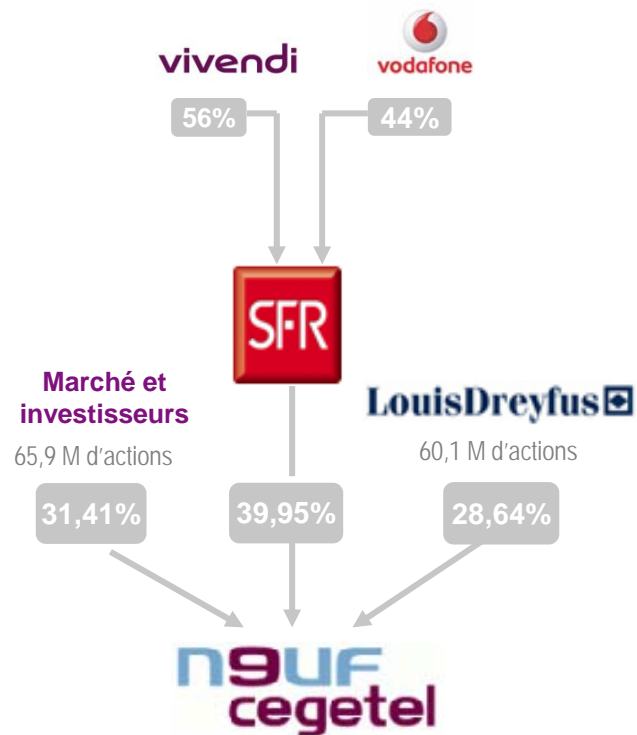 vivendi
vodafone
56%
44%
SFR
Marché et
investisseurs
LouisDreyfus
65,9 M d'actions
60,1 M d'actions
31,41%
39,95%
28,64%
n9uf
cegetel